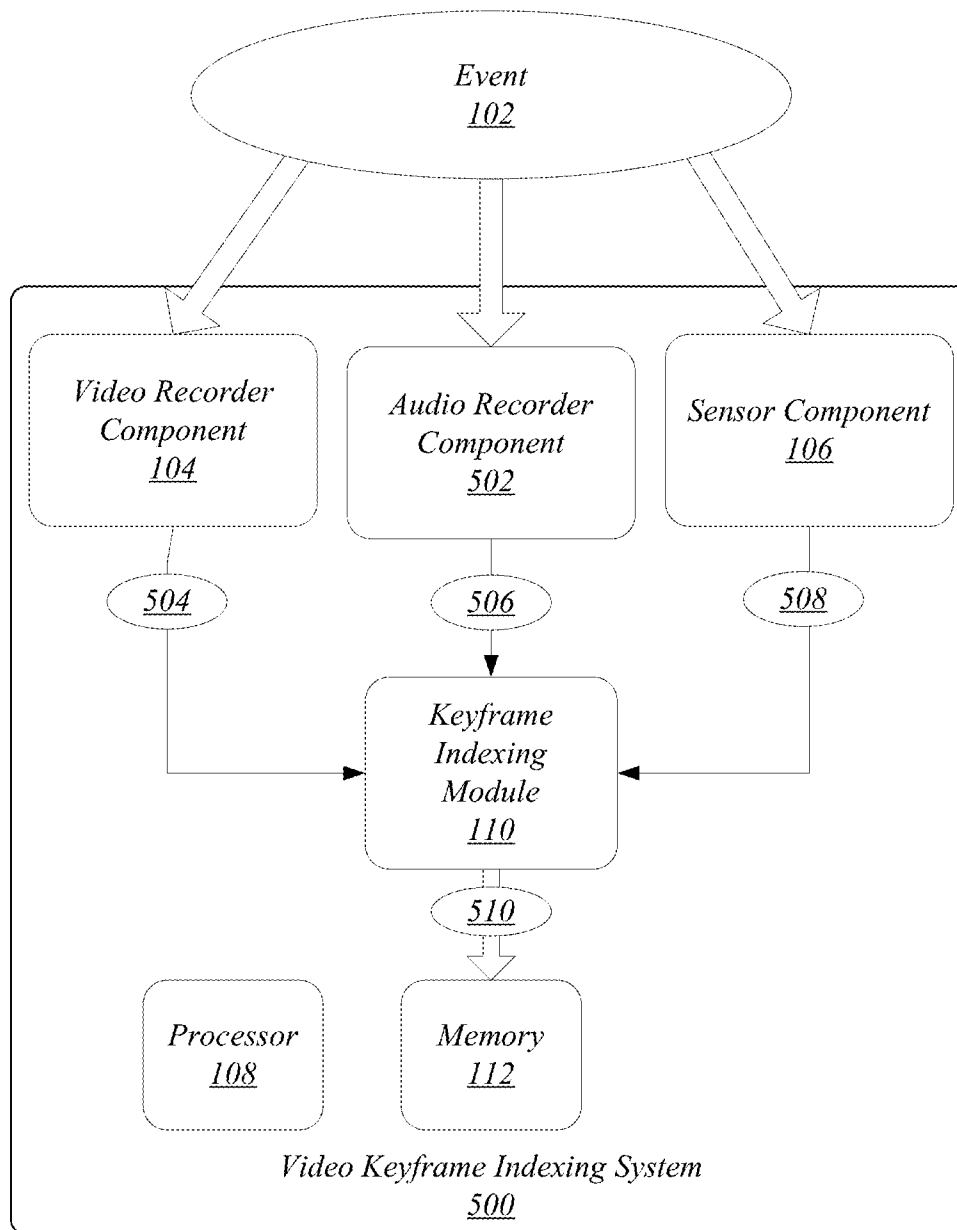 Event
102
Video Recorder
Component
104
Audio Recorder
Component
502
Sensor Component
106
504
506
508
Keyframe
Indexing
Module
110
510
Processor
108
Memory
112
Video Keyframe Indexing System
500